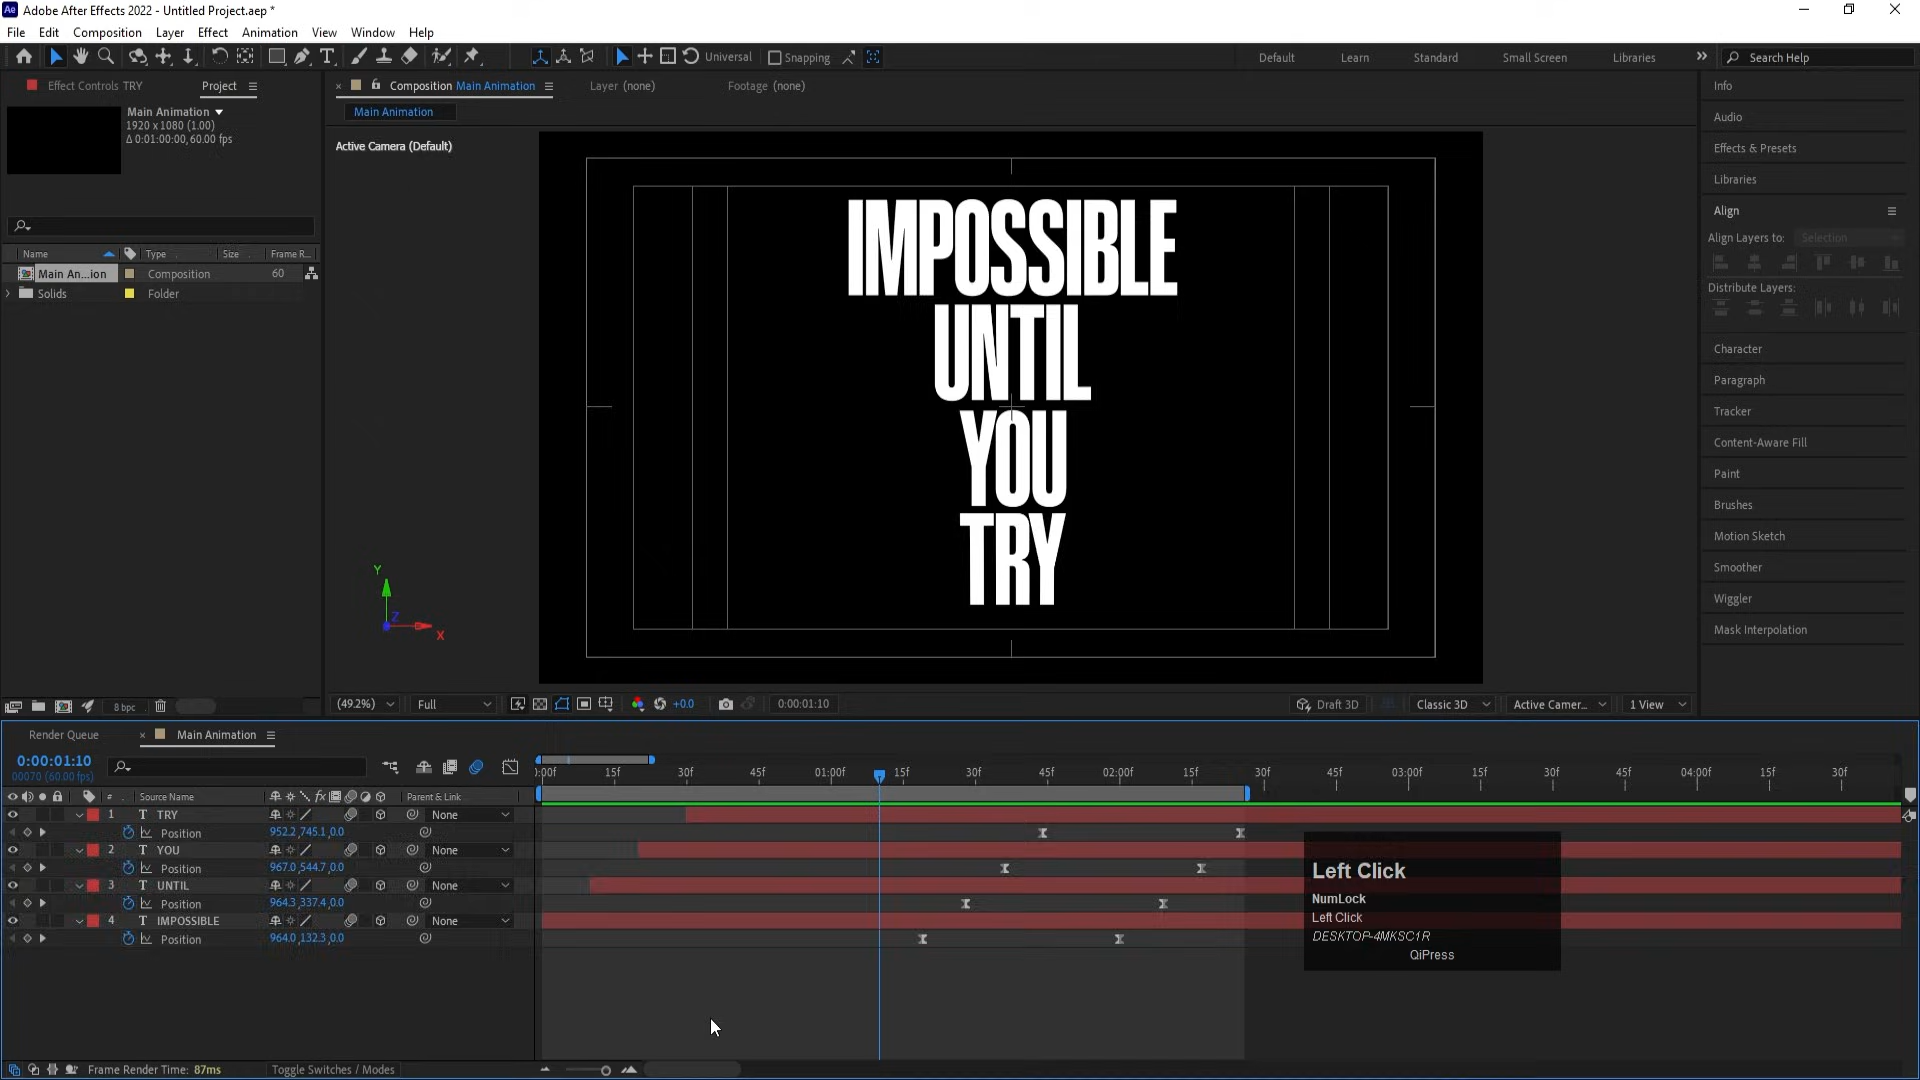 Adobe After Effects 2022 - Untitled Project.aep *
File Edit Composition Layer Effect Animation View Window Help
Universal Snapping Default Learn Standard Small Screen Libraries Search Help
Effect Controls TRY Project
Composition Main Animation Layer (none) Footage (none)
Main Animation
1920 x 1080 (1.00)
Δ 0:01:00:00, 60.00 fps
Main Animation
Active Camera (Default)
Name Type Size Frame R...
Main An...ion Composition 60
Solids Folder
IMPOSSIBLE
UNTIL
YOU
TRY
Y
Z
X
Info
Audio
Effects & Presets
Libraries
Align
Align Layers to: Selection
Distribute Layers:
Character
Paragraph
Tracker
Content-Aware Fill
Paint
Brushes
Motion Sketch
Smoother
Wiggler
Mask Interpolation
8 bpc
(49.2%) Full +0.0 0:00:01:10 Draft 3D Classic 3D Active Camer... 1 View
Render Queue Main Animation
0:00:01:10
00070 (60.00 fps)
:00f 15f 30f 45f 01:00f 15f 30f 45f 02:00f 15f 30f 45f 03:00f 15f 30f 45f 04:00f 15f 30f
# Source Name fx Parent & Link
1 T TRY None
Position 952.2,745.1,0.0
2 T YOU None
Position 967.0,544.7,0.0
3 T UNTIL None
Position 964.3,337.4,0.0
4 T IMPOSSIBLE None
Position 964.0,132.3,0.0
Left Click
NumLock
Left Click
DESKTOP-4MKSC1R
QiPress
Frame Render Time: 87ms Toggle Switches / Modes